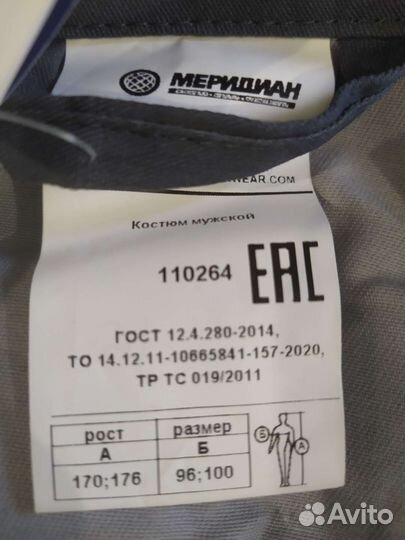 МЕРИДИАН
WEAR.COM
Костюм мужской
110264 EAC
ГОСТ 12.4.280-2014,
ТО 14.12.11-10665841-157-2020,
ТР ТС 019/2011
рост размер
А Б
170;176 96;100
Б А
Avito